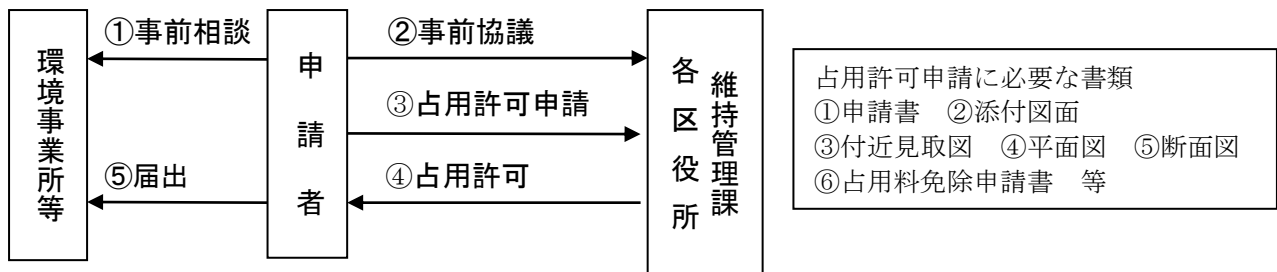 環境事業所等
①事前相談
⑤届出
申請者
②事前協議
③占用許可申請
④占用許可
各区役所
維持管理課
占用許可申請に必要な書類
①申請書　②添付図面
③付近見取図　④平面図　⑤断面図
⑥占用料免除申請書　等